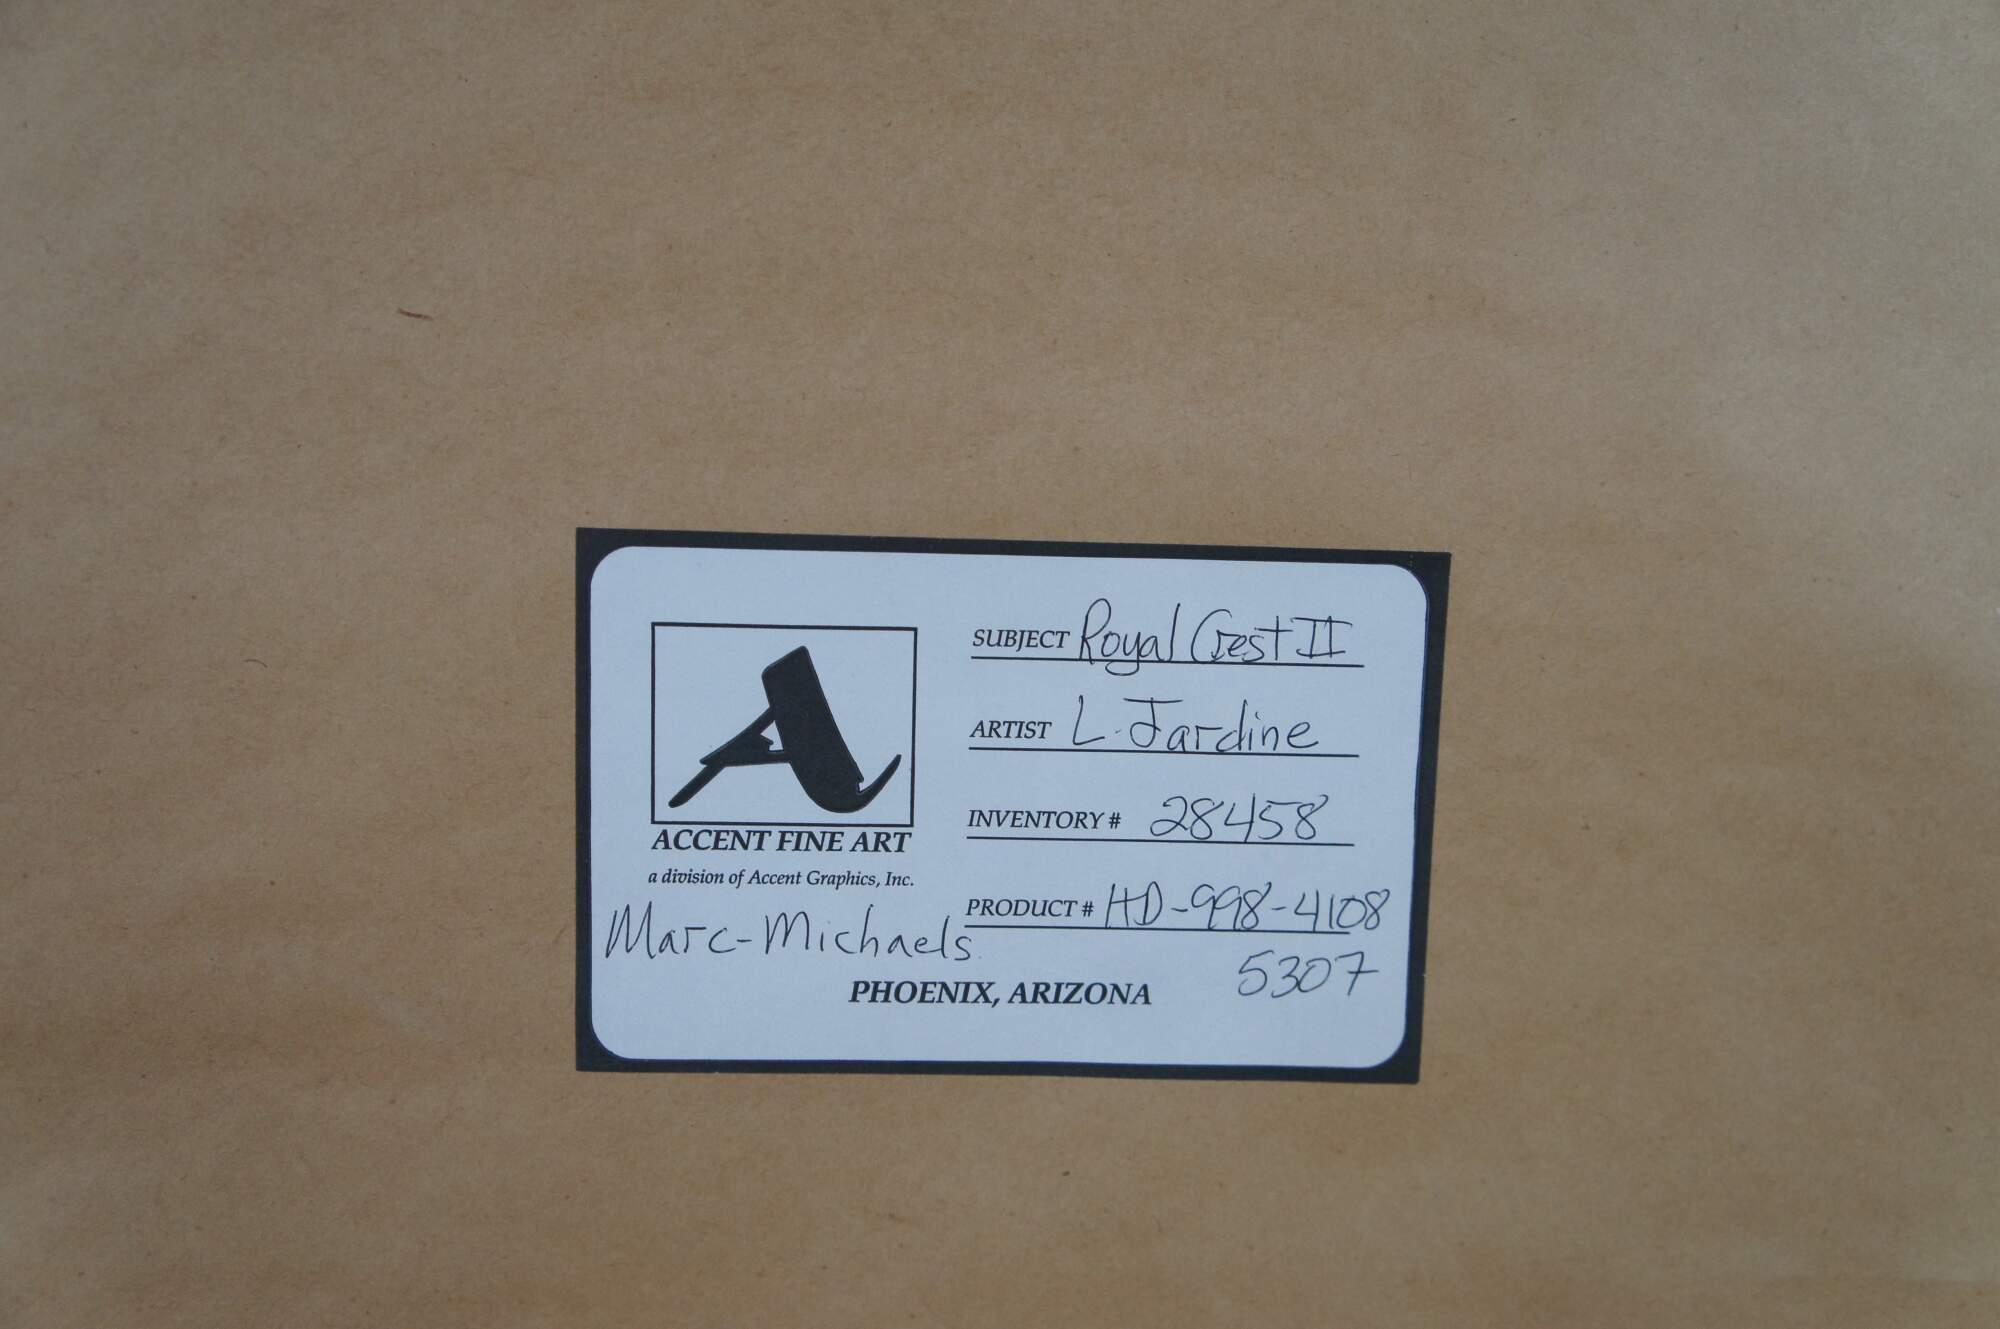 SUBJECT Royal Crest II
ARTIST L. Jardine
INVENTORY # 28458
PRODUCT # HD-998-4108
5307
ACCENT FINE ART
a division of Accent Graphics, Inc.
Marc-Michaels
PHOENIX, ARIZONA